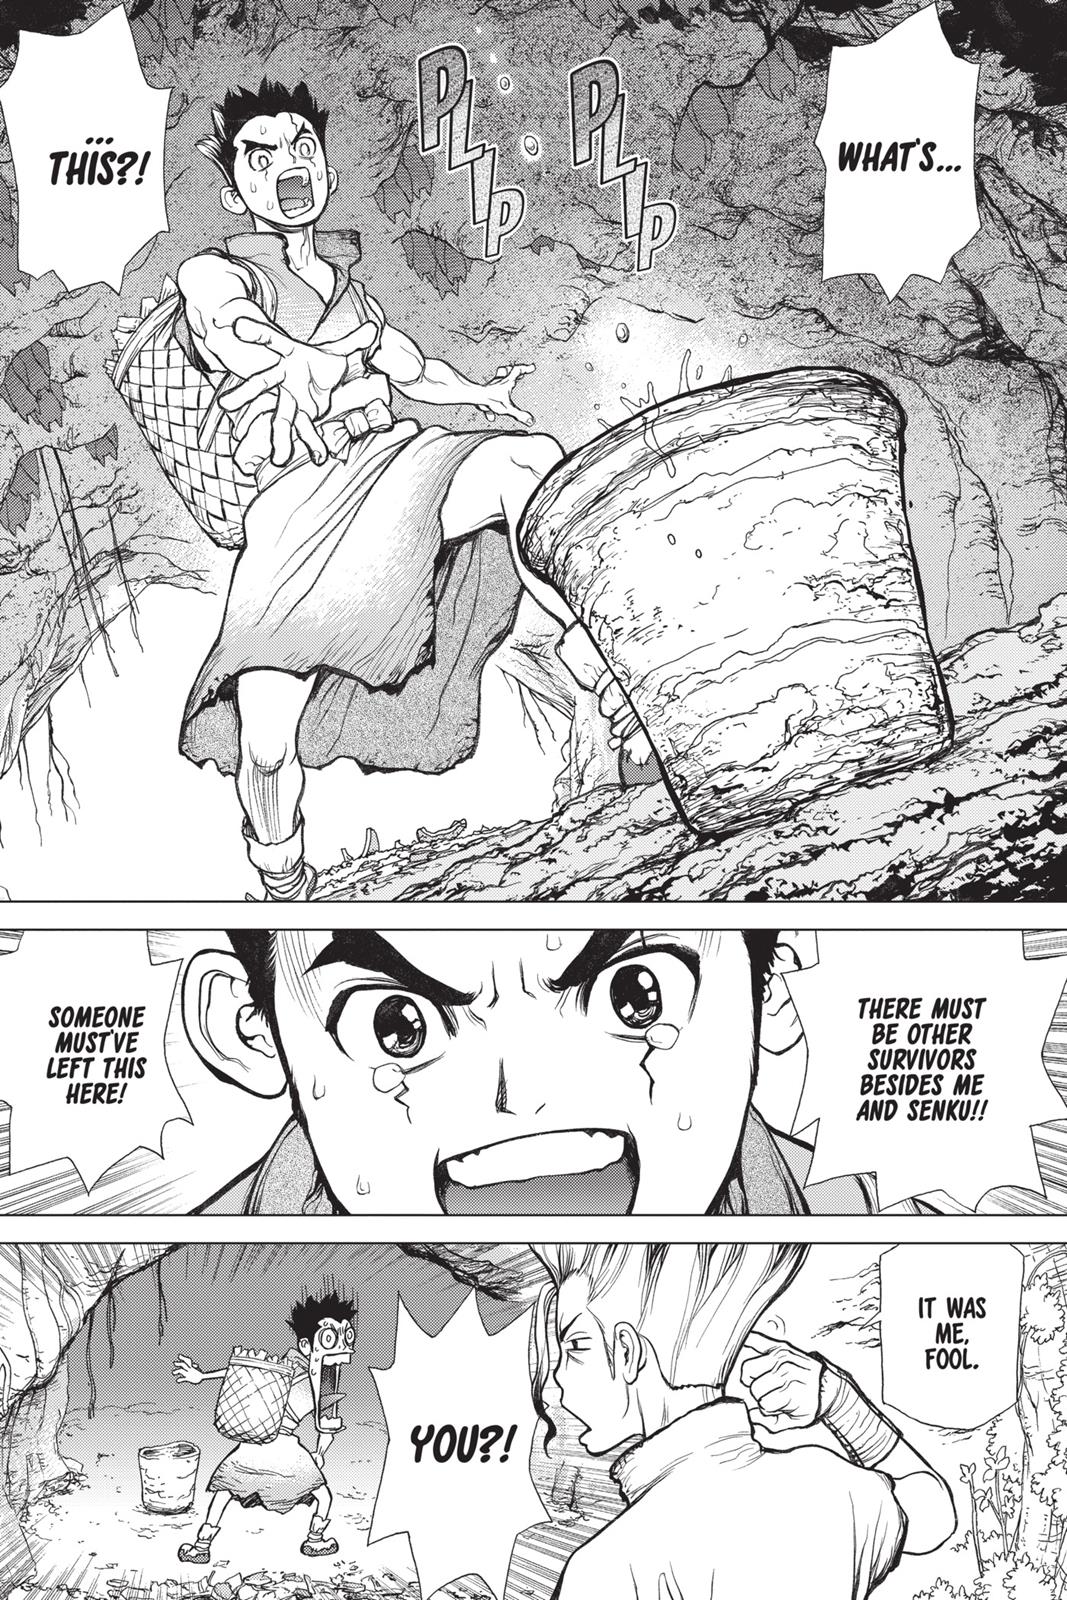 WHAT'S...
PLIP
PLIP
...
THIS?!
THERE MUST
BE OTHER
SURVIVORS
BESIDES ME
AND SENKU!!
SOMEONE
MUST'VE
LEFT THIS
HERE!
IT WAS
ME,
FOOL.
YOU?!